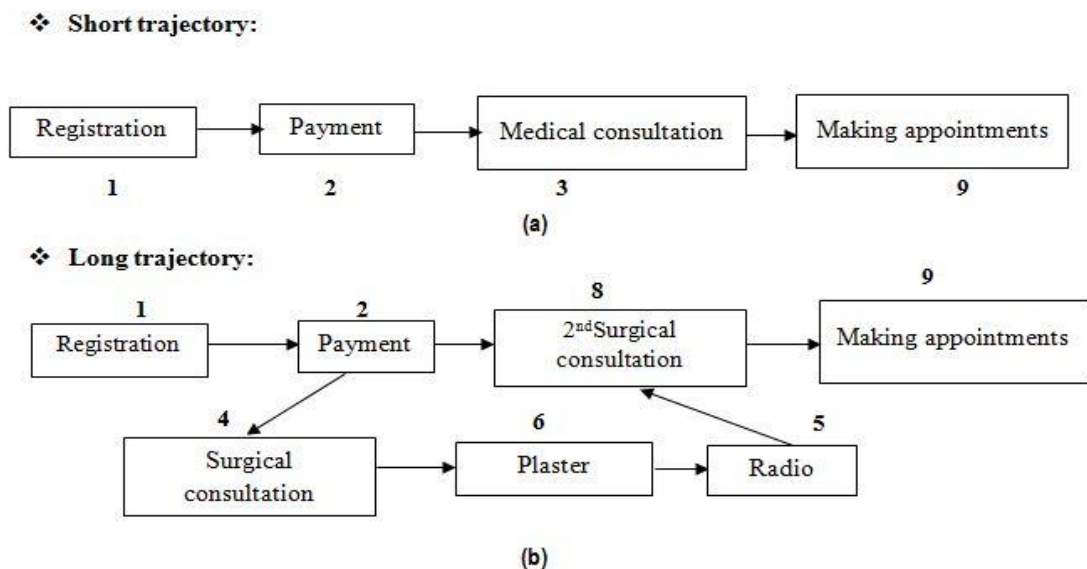 ❖ Short trajectory:
Registration
Payment
Medical consultation
Making appointments
1
2
3
9
(a)
❖ Long trajectory:
1
2
8
9
Registration
Payment
2ndSurgical
consultation
Making appointments
4
6
5
Surgical
consultation
Plaster
Radio
(b)